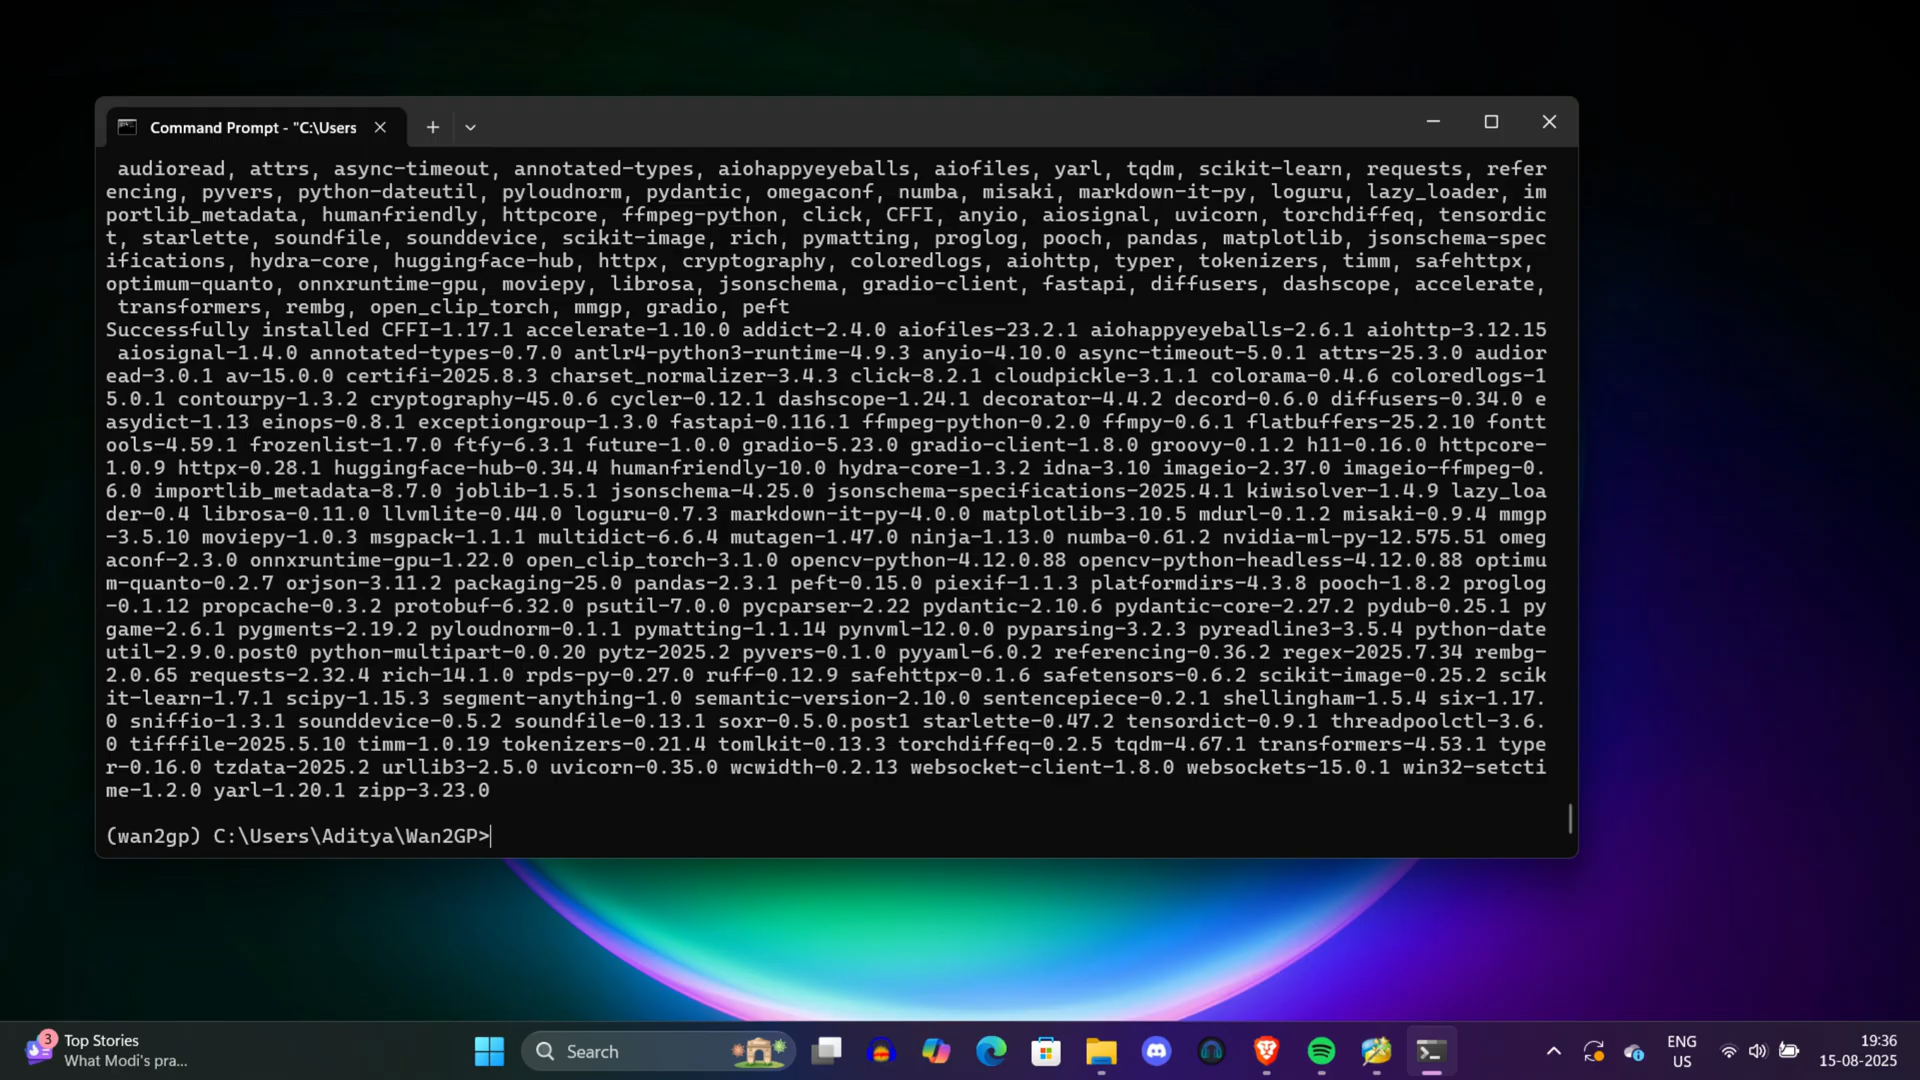 Command Prompt - "C:\Users
audioread, attrs, async-timeout, annotated-types, aiohappyeyeballs, aiofiles, yarl, tqdm, scikit-learn, requests, refer
encing, pyvers, python-dateutil, pyloudnorm, pydantic, omegaconf, numba, misaki, markdown-it-py, loguru, lazy_loader, im
portlib_metadata, humanfriendly, httpcore, ffmpeg-python, click, CFFI, anyio, aiosignal, uvicorn, torchdiffeq, tensordic
t, starlette, soundfile, sounddevice, scikit-image, rich, pymatting, proglog, pooch, pandas, matplotlib, jsonschema-spec
ifications, hydra-core, huggingface-hub, httpx, cryptography, coloredlogs, aiohttp, typer, tokenizers, timm, safehttpx,
optimum-quanto, onnxruntime-gpu, moviepy, librosa, jsonschema, gradio-client, fastapi, diffusers, dashscope, accelerate,
transformers, rembg, open_clip_torch, mmgp, gradio, peft
Successfully installed CFFI-1.17.1 accelerate-1.10.0 addict-2.4.0 aiofiles-23.2.1 aiohappyeyeballs-2.6.1 aiohttp-3.12.15
aiosignal-1.4.0 annotated-types-0.7.0 antlr4-python3-runtime-4.9.3 anyio-4.10.0 async-timeout-5.0.1 attrs-25.3.0 audior
ead-3.0.1 av-15.0.0 certifi-2025.8.3 charset_normalizer-3.4.3 click-8.2.1 cloudpickle-3.1.1 colorama-0.4.6 coloredlogs-1
5.0.1 contourpy-1.3.2 cryptography-45.0.6 cycler-0.12.1 dashscope-1.24.1 decorator-4.4.2 decord-0.6.0 diffusers-0.34.0 e
asydict-1.13 einops-0.8.1 exceptiongroup-1.3.0 fastapi-0.116.1 ffmpeg-python-0.2.0 ffmpy-0.6.1 flatbuffers-25.2.10 fontt
ools-4.59.1 frozenlist-1.7.0 ftfy-6.3.1 future-1.0.0 gradio-5.23.0 gradio-client-1.8.0 groovy-0.1.2 h11-0.16.0 httpcore-
1.0.9 httpx-0.28.1 huggingface-hub-0.34.4 humanfriendly-10.0 hydra-core-1.3.2 idna-3.10 imageio-2.37.0 imageio-ffmpeg-0.
6.0 importlib_metadata-8.7.0 joblib-1.5.1 jsonschema-4.25.0 jsonschema-specifications-2025.4.1 kiwisolver-1.4.9 lazy_loa
der-0.4 librosa-0.11.0 llvmlite-0.44.0 loguru-0.7.3 markdown-it-py-4.0.0 matplotlib-3.10.5 mdurl-0.1.2 misaki-0.9.4 mmgp
-3.5.10 moviepy-1.0.3 msgpack-1.1.1 multidict-6.6.4 mutagen-1.47.0 ninja-1.13.0 numba-0.61.2 nvidia-ml-py-12.575.51 omeg
aconf-2.3.0 onnxruntime-gpu-1.22.0 open_clip_torch-3.1.0 opencv-python-4.12.0.88 opencv-python-headless-4.12.0.88 optimu
m-quanto-0.2.7 orjson-3.11.2 packaging-25.0 pandas-2.3.1 peft-0.15.0 piexif-1.1.3 platformdirs-4.3.8 pooch-1.8.2 proglog
-0.1.12 propcache-0.3.2 protobuf-6.32.0 psutil-7.0.0 pycparser-2.22 pydantic-2.10.6 pydantic-core-2.27.2 pydub-0.25.1 py
game-2.6.1 pygments-2.19.2 pyloudnorm-0.1.1 pymatting-1.1.14 pynvml-12.0.0 pyparsing-3.2.3 pyreadline3-3.5.4 python-date
util-2.9.0.post0 python-multipart-0.0.20 pytz-2025.2 pyvers-0.1.0 pyyaml-6.0.2 referencing-0.36.2 regex-2025.7.34 rembg-
2.0.65 requests-2.32.4 rich-14.1.0 rpds-py-0.27.0 ruff-0.12.9 safehttpx-0.1.6 safetensors-0.6.2 scikit-image-0.25.2 scik
it-learn-1.7.1 scipy-1.15.3 segment-anything-1.0 semantic-version-2.10.0 sentencepiece-0.2.1 shellingham-1.5.4 six-1.17.
0 sniffio-1.3.1 sounddevice-0.5.2 soundfile-0.13.1 soxr-0.5.0.post1 starlette-0.47.2 tensordict-0.9.1 threadpoolctl-3.6.
0 tifffile-2025.5.10 timm-1.0.19 tokenizers-0.21.4 tomlkit-0.13.3 torchdiffeq-0.2.5 tqdm-4.67.1 transformers-4.53.1 type
r-0.16.0 tzdata-2025.2 urllib3-2.5.0 uvicorn-0.35.0 wcwidth-0.2.13 websocket-client-1.8.0 websockets-15.0.1 win32-setcti
me-1.2.0 yarl-1.20.1 zipp-3.23.0
(wan2gp) C:\Users\Aditya\Wan2GP>
3
Top Stories
What Modi's pra...
Search
ENG
US
19:36
15-08-2025